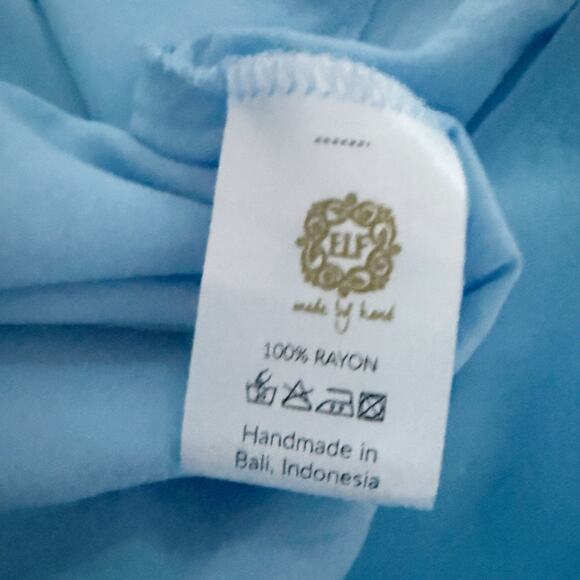 ELF
made by hand
100% RAYON
Handmade in
Bali, Indonesia